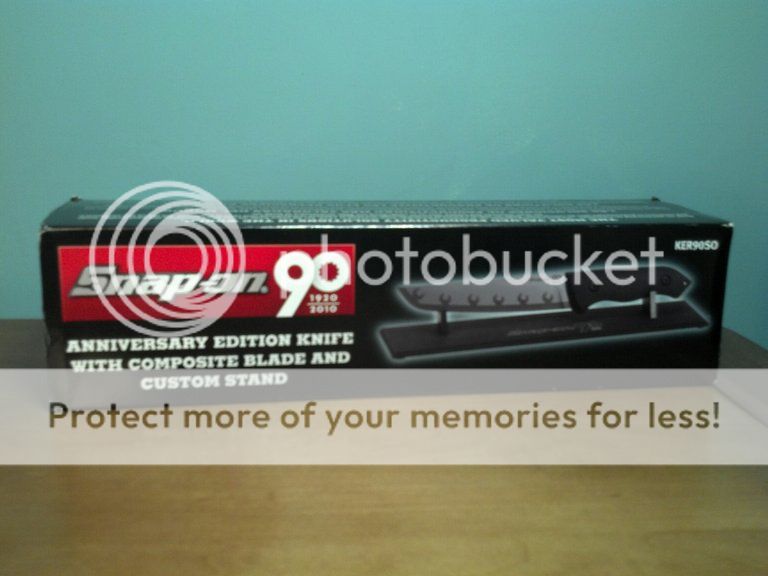 KER90SO
Snap-on
90
1920
2010
photobucket
ANNIVERSARY EDITION KNIFE
WITH COMPOSITE BLADE AND
CUSTOM STAND
Protect more of your memories for less!